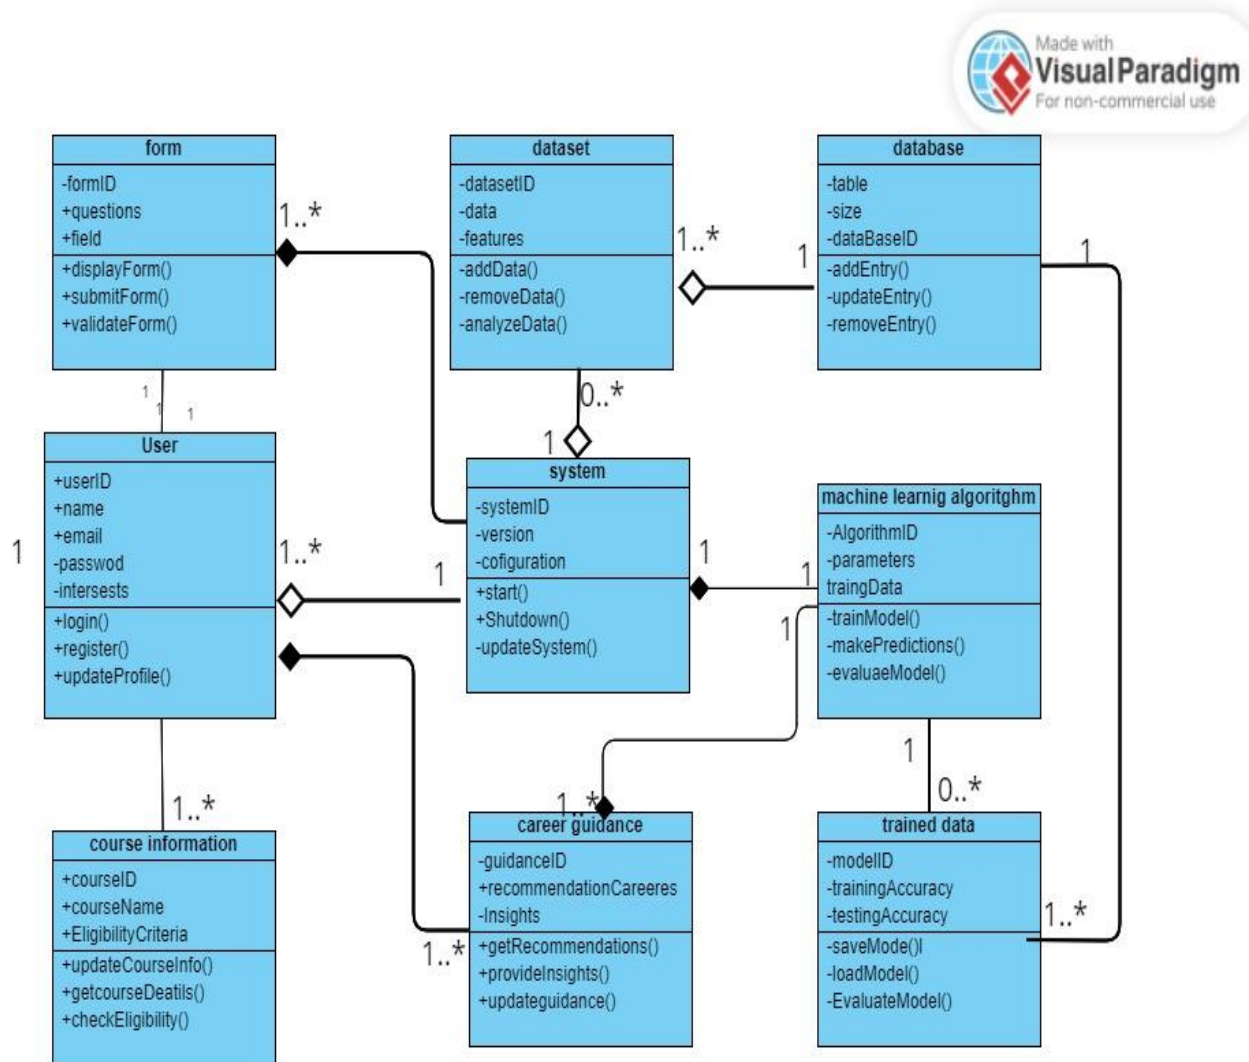 Made with
Visual Paradigm
For non-commercial use
form
-formID
+questions
+field
+displayForm()
+submitForm()
+validateForm()
1..*
dataset
-datasetID
-data
-features
-addData()
-removeData()
-analyzeData()
1..*
1
database
-table
-size
-dataBaseID
-addEntry()
-updateEntry()
-removeEntry()
1
1
1
1
0..*
1
User
+userID
+name
+email
-passwod
-intersests
+login()
+register()
+updateProfile()
1
1..*
1
system
-systemID
-version
-cofiguration
+start()
+Shutdown()
-updateSystem()
1
1
1
machine learnig algoritghm
-AlgorithmID
-parameters
traingData
-trainModel()
-makePredictions()
-evaluaeModel()
1
0..*
1..*
course information
+courseID
+courseName
+EligibilityCriteria
+updateCourseInfo()
+getcourseDeatils()
+checkEligibility()
1..*
1..*
career guidance
-guidanceID
+recommendationCareeres
-Insights
+getRecommendations()
+provideInsights()
+updateguidance()
trained data
-modelID
-trainingAccuracy
-testingAccuracy
-saveMode()l
-loadModel()
-EvaluateModel()
1..*